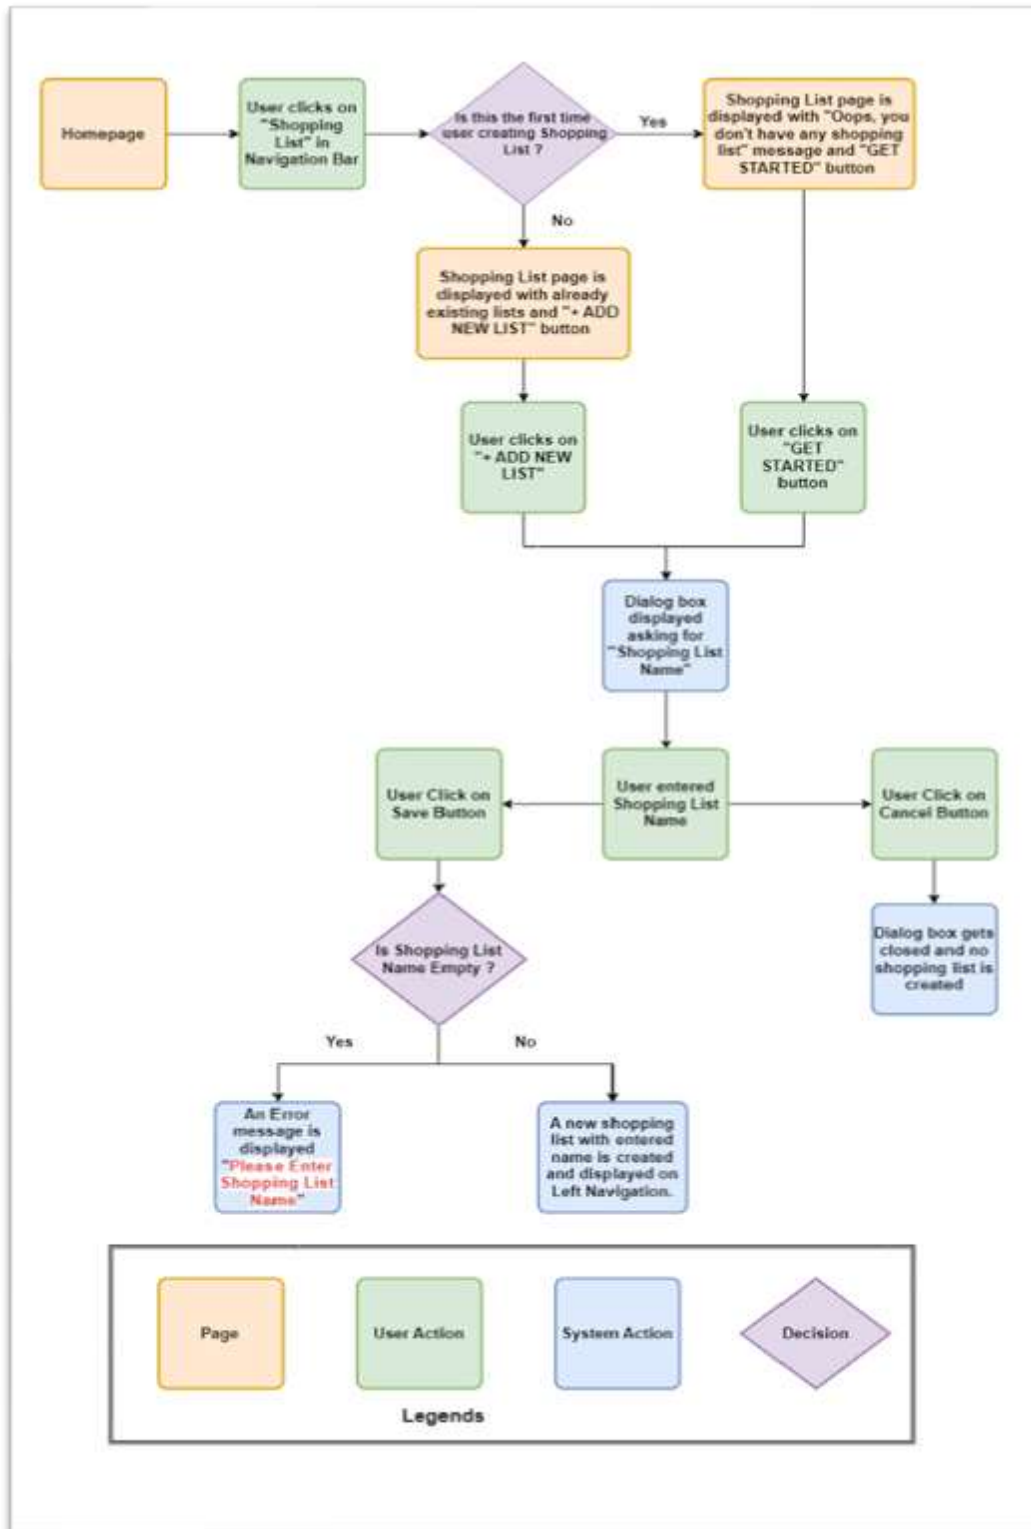 Homepage
User clicks on
"Shopping
List" in
Navigation Bar
Is this the first time
user creating Shopping
List ?
Yes
Shopping List page is
displayed with "Oops, you
don't have any shopping
list" message and "GET
STARTED" button
No
Shopping List page is
displayed with already
existing lists and "+ ADD
NEW LIST" button
User clicks on
"+ ADD NEW
LIST"
User clicks on
"GET
STARTED"
button
Dialog box
displayed
asking for
"Shopping List
Name"
User Click on
Save Button
User entered
Shopping List
Name
User Click on
Cancel Button
Is Shopping List
Name Empty ?
Dialog box gets
closed and no
shopping list is
created
Yes
No
An Error
message is
displayed
"Please Enter
Shopping List
Name"
A new shopping
list with entered
name is created
and displayed on
Left Navigation.
Page
User Action
System Action
Decision
Legends